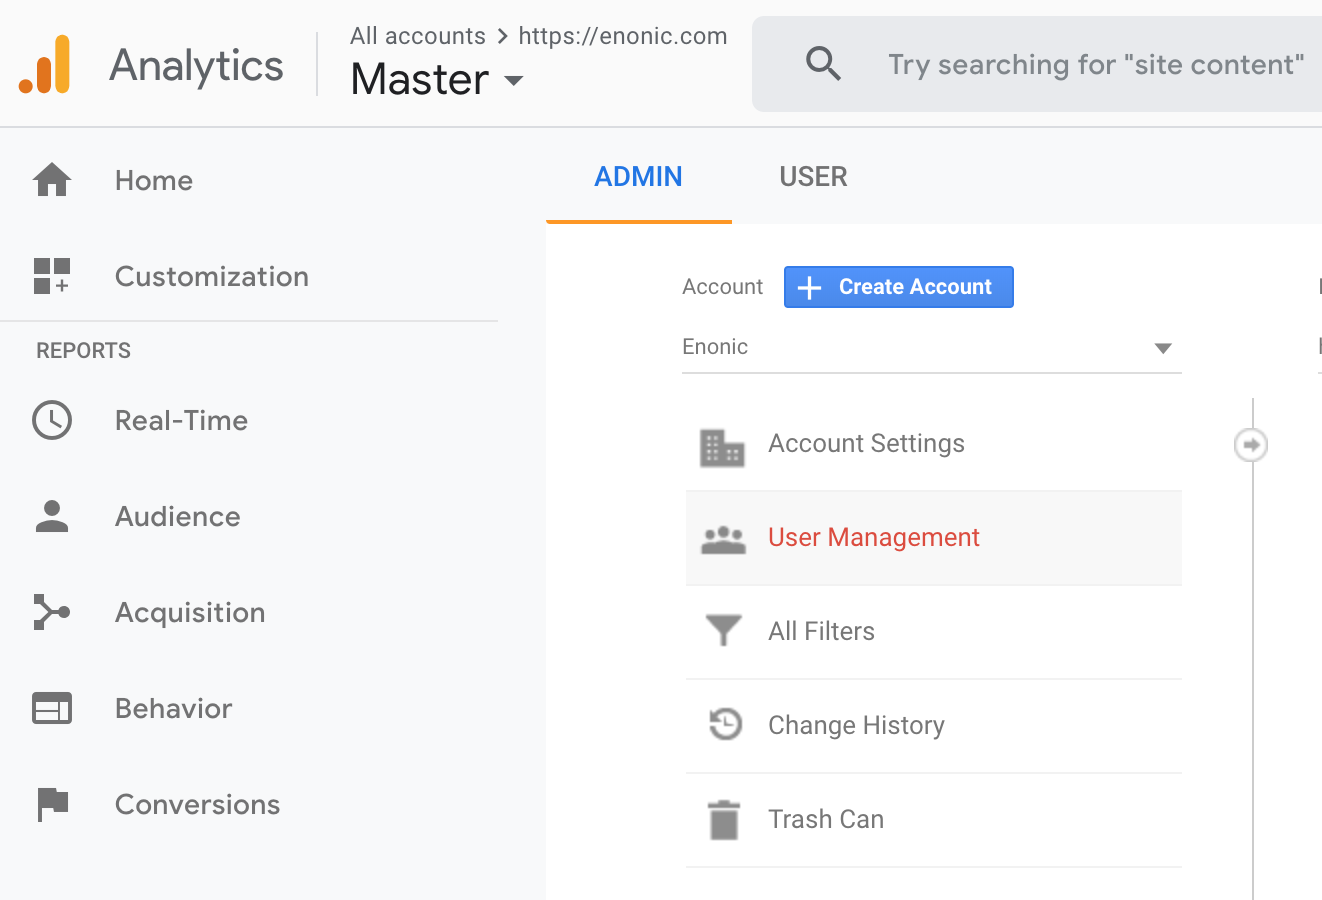 Analytics
All accounts > https://enonic.com
Master
Try searching for "site content"
Home
Customization
REPORTS
Real-Time
Audience
Acquisition
Behavior
Conversions
ADMIN USER
Account + Create Account
Enonic
Account Settings
User Management
All Filters
Change History
Trash Can